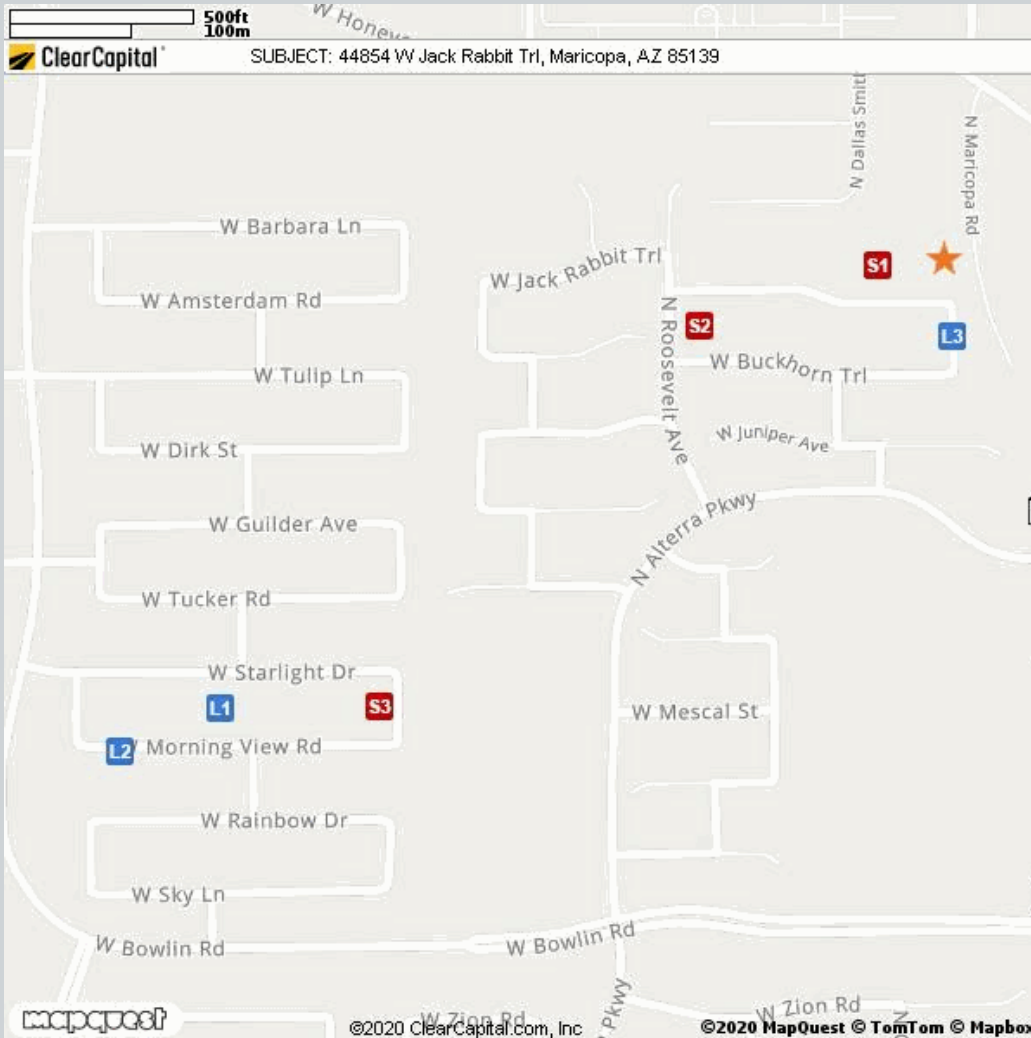 500ft
W Honey
100m
ClearCapital
SUBJECT: 44854 W Jack Rabbit Trl, Maricopa, AZ 85139
N Dallas Smith
N Maricopa Rd
W Barbara Ln
W Jack Rabbit Trl
S1
W Amsterdam Rd
N Roosevelt Ave
S2
L3
W Tulip Ln
W Buckhorn Trl
W Dirk St
W Juniper Ave
W Guilder Ave
N Alterra Pkwy
W Tucker Rd
W Starlight Dr
L1
S3
W Mescal St
L2
Morning View Rd
W Rainbow Dr
W Sky Ln
W Bowlin Rd
W Bowlin Rd
Pkwy
W Zion Rd
W Zion Rd
mapquest
©2020 ClearCapital.com, Inc
©2020 MapQuest © TomTom © Mapbox